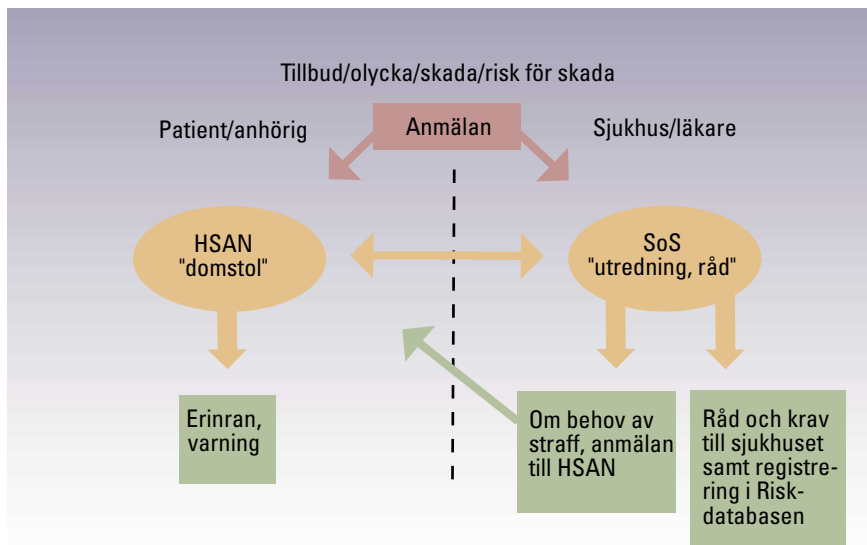 Tillbud/olycka/skada/risk för skada
Patient/anhörig
Anmälan
Sjukhus/läkare
HSAN
"domstol"
SoS
"utredning, råd"
Erinran,
varning
Om behov av
straff, anmälan
till HSAN
Råd och krav
till sjukhuset
samt registre-
ring i Risk-
databasen